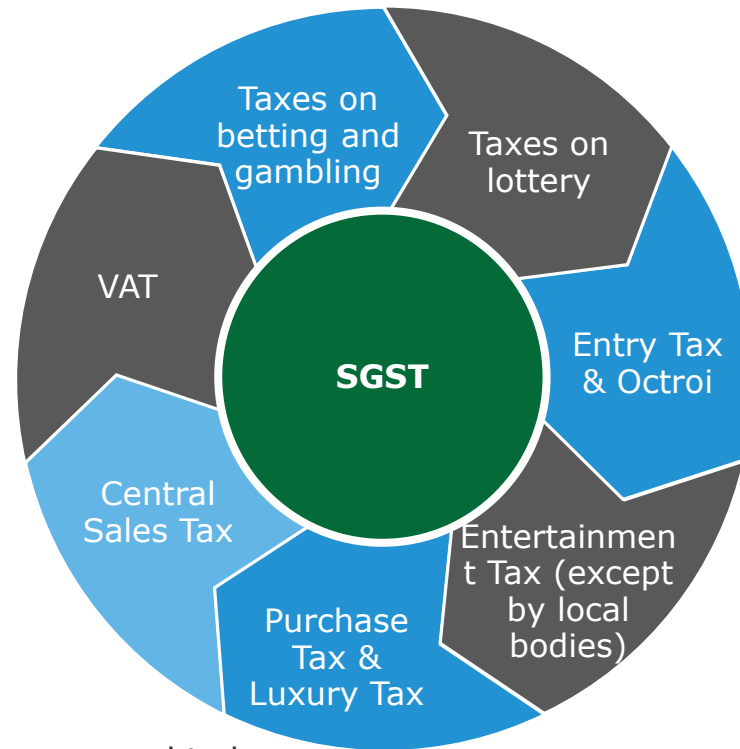 Taxes on
betting and
gambling
Taxes on
lottery
Entry Tax
& Octroi
Entertainmen
t Tax (except
by local
bodies)
Purchase
Tax &
Luxury Tax
Central
Sales Tax
VAT
SGST